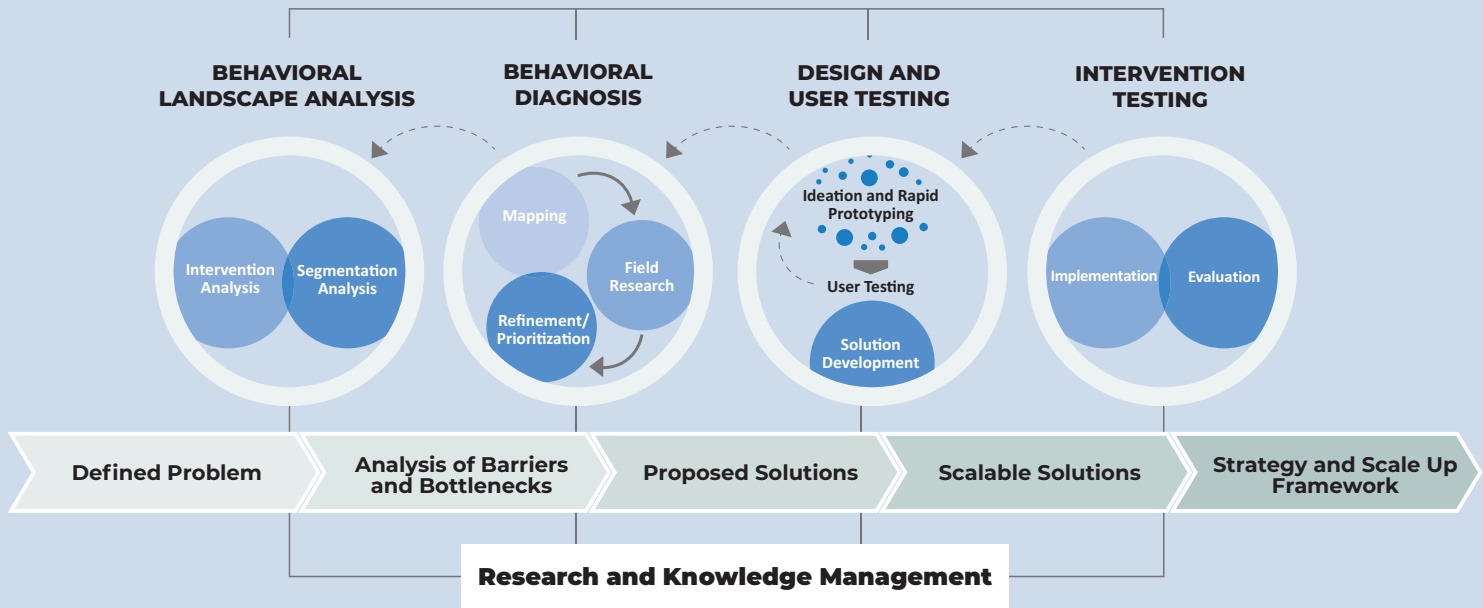 BEHAVIORAL
LANDSCAPE ANALYSIS
BEHAVIORAL
DIAGNOSIS
DESIGN AND
USER TESTING
INTERVENTION
TESTING
Intervention
Analysis
Segmentation
Analysis
Mapping
Field
Research
Refinement/
Prioritization
Ideation and Rapid
Prototyping
User Testing
Solution
Development
Implementation
Evaluation
Defined Problem
Analysis of Barriers
and Bottlenecks
Proposed Solutions
Scalable Solutions
Strategy and Scale Up
Framework
Research and Knowledge Management